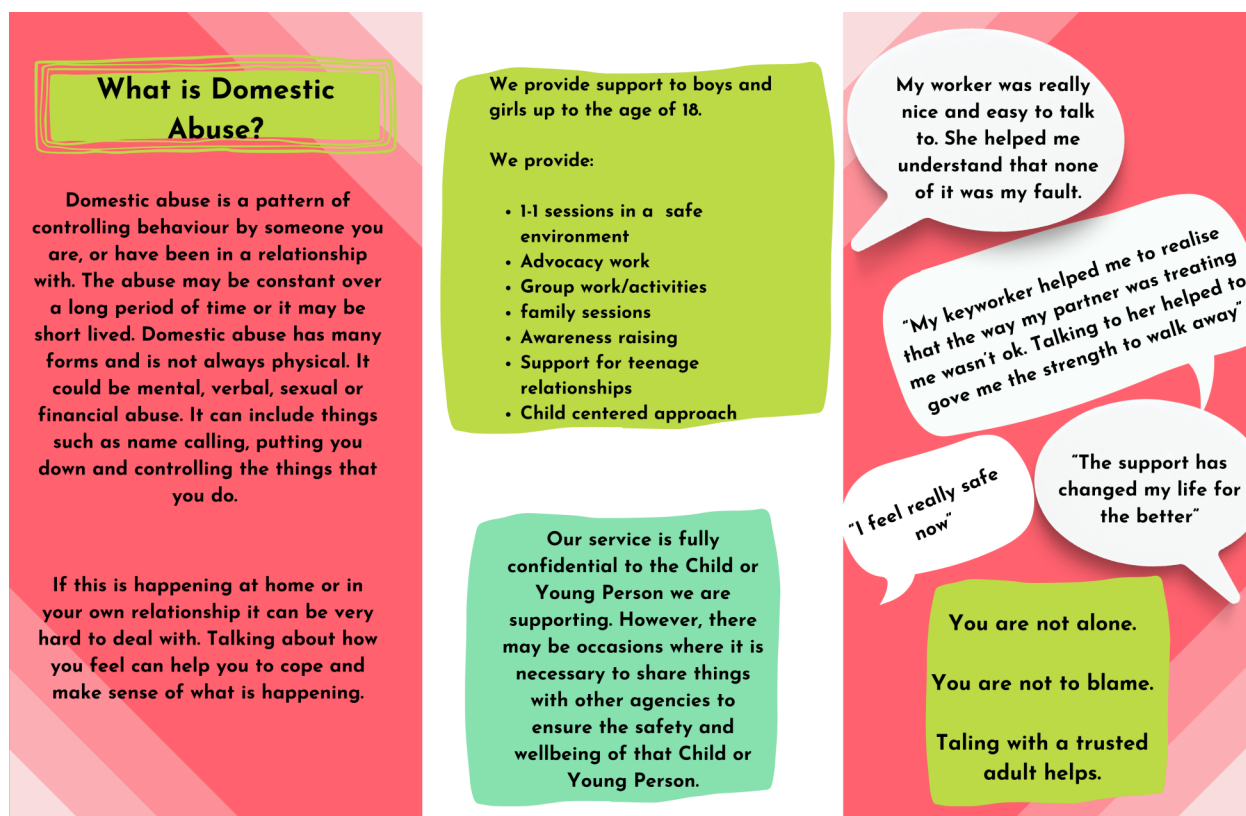 What is Domestic
Abuse?
Domestic abuse is a pattern of
controlling behaviour by someone you
are, or have been in a relationship
with. The abuse may be constant over
a long period of time or it may be
short lived. Domestic abuse has many
forms and is not always physical. It
could be mental, verbal, sexual or
financial abuse. It can include things
such as name calling, putting you
down and controlling the things that
you do.
If this is happening at home or in
your own relationship it can be very
hard to deal with. Talking about how
you feel can help you to cope and
make sense of what is happening.
We provide support to boys and
girls up to the age of 18.
We provide:
• 1-1 sessions in a safe
environment
• Advocacy work
• Group work/activities
• family sessions
• Awareness raising
• Support for teenage
relationships
• Child centered approach
Our service is fully
confidential to the Child or
Young Person we are
supporting. However, there
may be occasions where it is
necessary to share things
with other agencies to
ensure the safety and
wellbeing of that Child or
Young Person.
My worker was really
nice and easy to talk
to. She helped me
understand that none
of it was my fault.
"My keyworker helped me to realise
that the way my partner was treating
me wasn't ok. Talking to her helped to
gove me the strength to walk away"
"I feel really safe
now"
"The support has
changed my life for
the better"
You are not alone.
You are not to blame.
Taling with a trusted
adult helps.